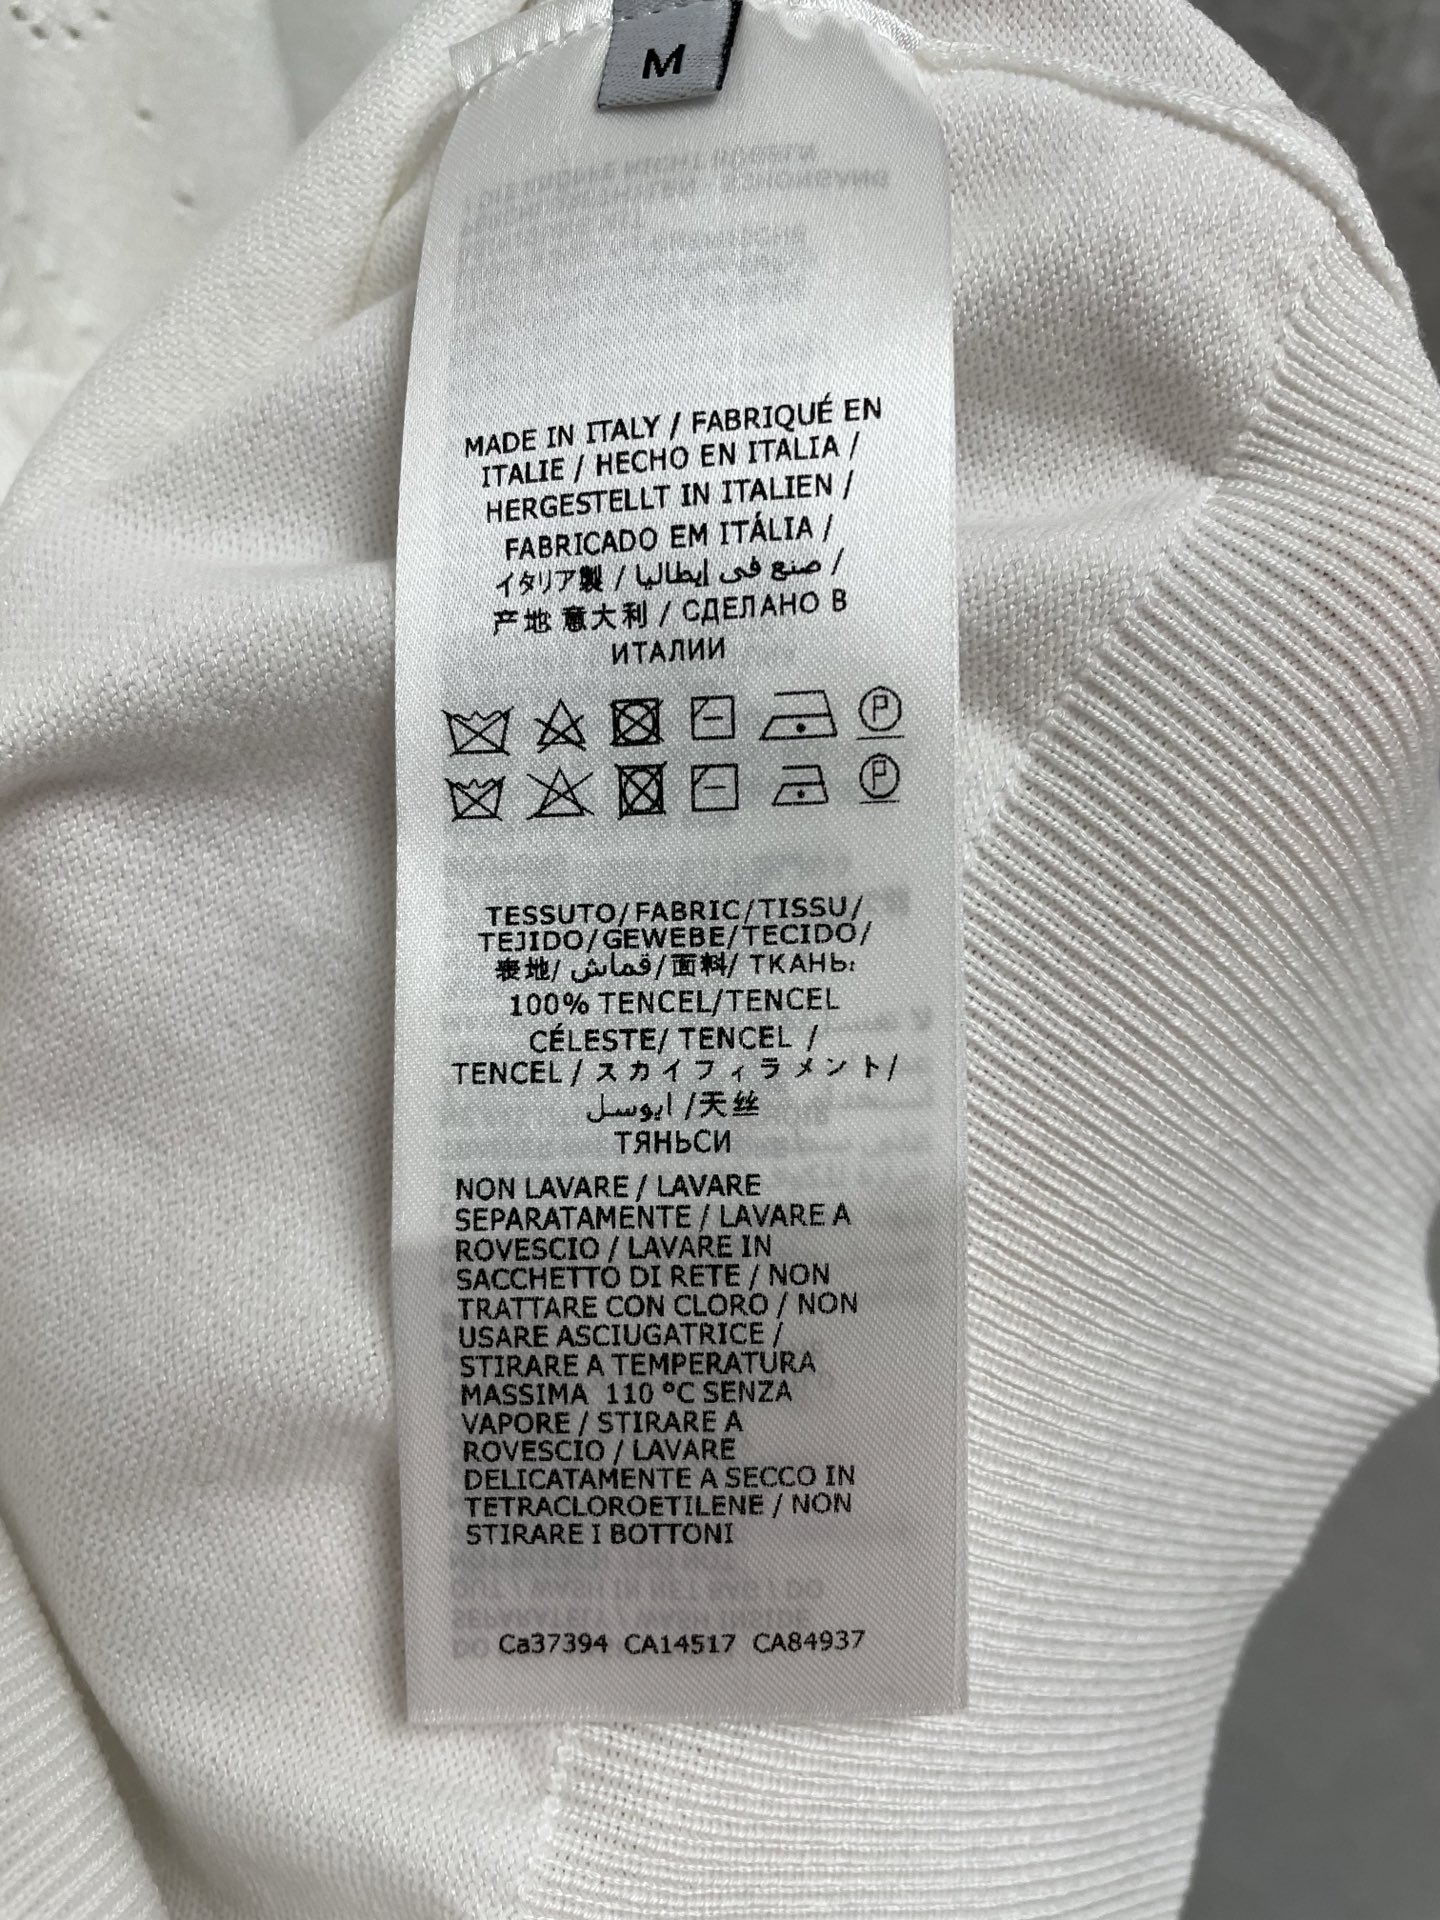 M
MADE IN ITALY / FABRIQUÉ EN
ITALIE / HECHO EN ITALIA /
HERGESTELLT IN ITALIEN /
FABRICADO EM ITÁLIA /
イタリア製 / صنع في إيطاليا /
产地 意大利 / СДЕЛАНО В
ИТАЛИИ
TESSUTO/FABRIC/TISSU/
TEJIDO/GEWEBE/TECIDO/
表地/ قماش/面料/ ТКАНЬ:
100% TENCEL/TENCEL
CÉLESTE/ TENCEL /
TENCEL / スカイフィラメント/
ايوسيل /天丝
ТЯНЬСИ
NON LAVARE / LAVARE
SEPARATAMENTE / LAVARE A
ROVESCIO / LAVARE IN
SACCHETTO DI RETE / NON
TRATTARE CON CLORO / NON
USARE ASCIUGATRICE /
STIRARE A TEMPERATURA
MASSIMA 110 °C SENZA
VAPORE / STIRARE A
ROVESCIO / LAVARE
DELICATAMENTE A SECCO IN
TETRACLOROETILENE / NON
STIRARE I BOTTONI
Ca37394 CA14517 CA84937